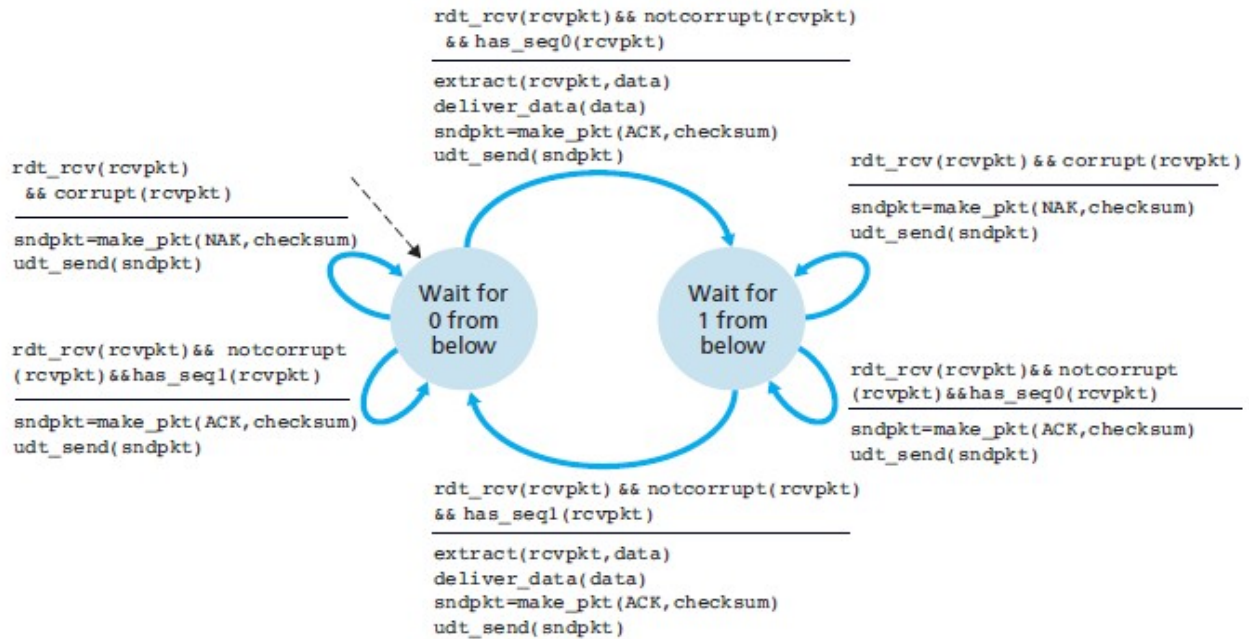 rdt_rcv(rcvpkt)&& notcorrupt(rcvpkt)
&& has_seq0(rcvpkt)
extract(rcvpkt,data)
deliver_data(data)
sndpkt=make_pkt(ACK,checksum)
udt_send(sndpkt)
rdt_rcv(rcvpkt)
&& corrupt(rcvpkt)
sndpkt=make_pkt(NAK,checksum)
udt_send(sndpkt)
rdt_rcv(rcvpkt)&& corrupt(rcvpkt)
sndpkt=make_pkt(NAK,checksum)
udt_send(sndpkt)
Wait for
0 from
below
Wait for
1 from
below
rdt_rcv(rcvpkt)&& notcorrupt
(rcvpkt)&&has_seq1(rcvpkt)
sndpkt=make_pkt(ACK,checksum)
udt_send(sndpkt)
rdt_rcv(rcvpkt)&& notcorrupt
(rcvpkt)&&has_seq0(rcvpkt)
sndpkt=make_pkt(ACK,checksum)
udt_send(sndpkt)
rdt_rcv(rcvpkt)&& notcorrupt(rcvpkt)
&& has_seq1(rcvpkt)
extract(rcvpkt,data)
deliver_data(data)
sndpkt=make_pkt(ACK,checksum)
udt_send(sndpkt)